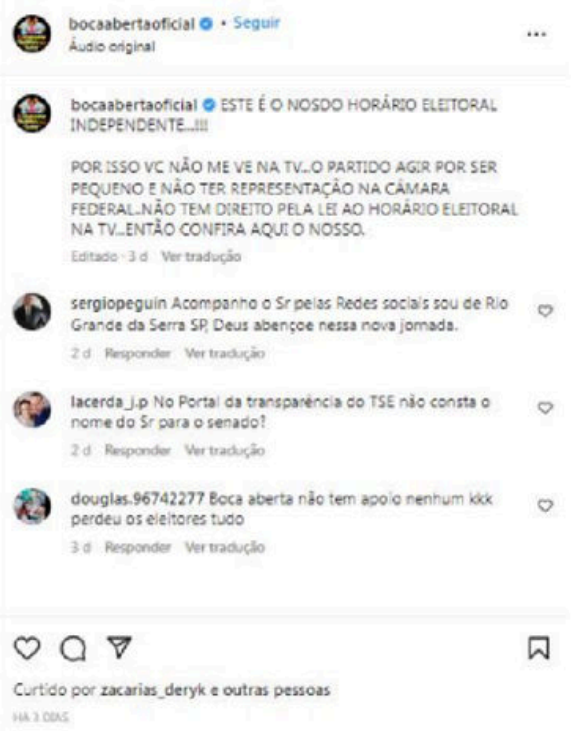 bocaabertaoficial • Seguir
Áudio original
bocaabertaoficial ESTE É O NOSDO HORÁRIO ELEITORAL
INDEPENDENTE...!!!
POR ISSO VC NÃO ME VE NA TV...O PARTIDO AGIR POR SER
PEQUENO E NÃO TER REPRESENTAÇÃO NA CÂMARA
FEDERAL..NÃO TEM DIREITO PELA LEI AO HORÁRIO ELEITORAL
NA TV...ENTÃO CONFIRA AQUI O NOSSO.
Editado · 3 d Ver tradução
sergiopeguin Acompanho o Sr pelas Redes sociais sou de Rio
Grande da Serra SP, Deus abençoe nessa nova jornada.
2 d Responder Ver tradução
lacerda_j.p No Portal da transparência do TSE não consta o
nome do Sr para o senado?
2 d Responder Ver tradução
douglas.96742277 Boca aberta não tem apoio nenhum kkk
perdeu os eleitores tudo
3 d Responder Ver tradução
Curtido por zacarias_deryk e outras pessoas
HÁ 3 DIAS